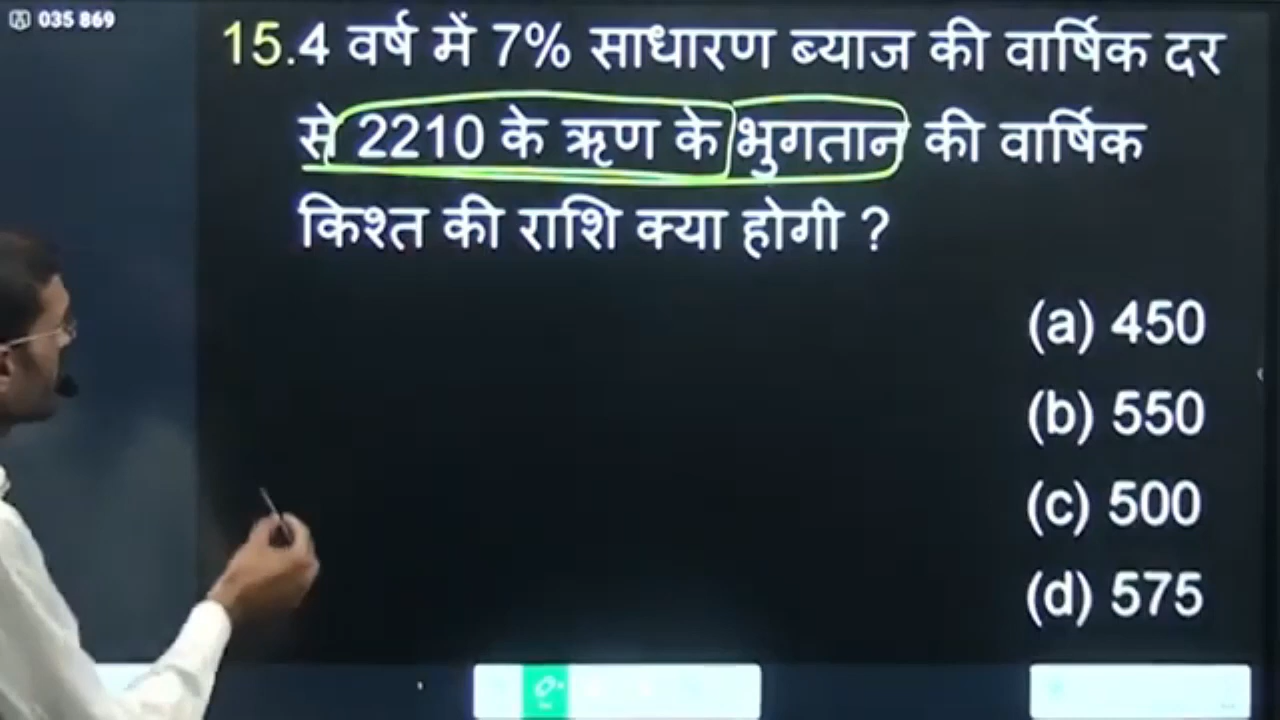 035 869
15.4 वर्ष में 7% साधारण ब्याज की वार्षिक दर
से 2210 के ऋण के भुगतान की वार्षिक
किश्त की राशि क्या होगी ?
(a) 450
(b) 550
(c) 500
(d) 575